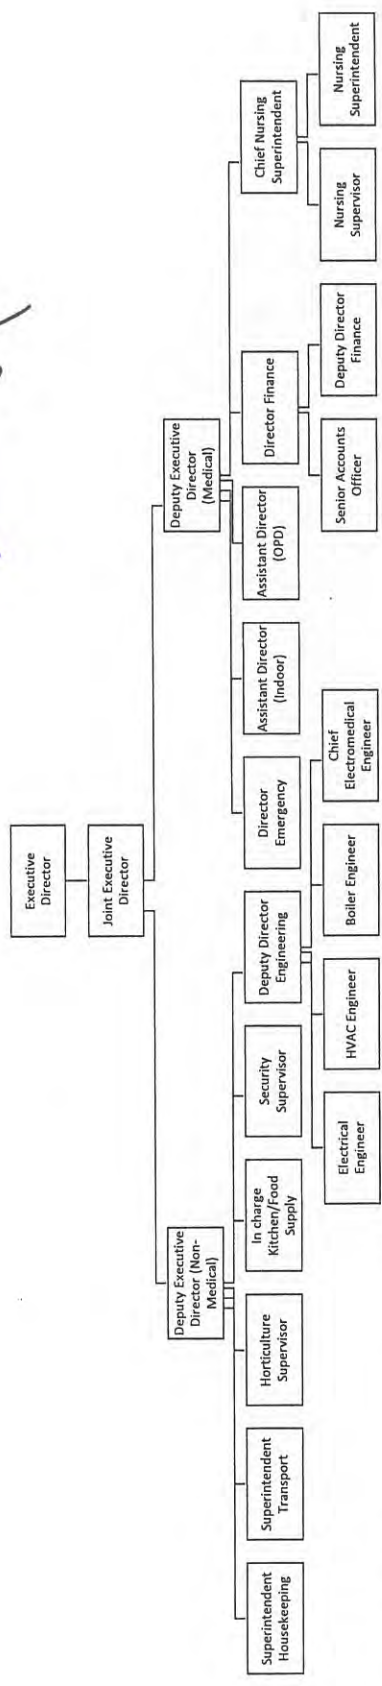 Executive
Director
Joint Executive
Director
Deputy Executive
Director (Non-
Medical)
Deputy Executive
Director
(Medical)
Superintendent
Housekeeping
Superintendent
Transport
Horticulture
Supervisor
In charge
Kitchen/Food
Supply
Security
Supervisor
Deputy Director
Engineering
Director
Emergency
Assistant Director
(Indoor)
Assistant Director
(OPD)
Director Finance
Chief Nursing
Superintendent
Electrical
Engineer
HVAC Engineer
Boiler Engineer
Chief
Electromedical
Engineer
Senior Accounts
Officer
Deputy Director
Finance
Nursing
Supervisor
Nursing
Superintendent